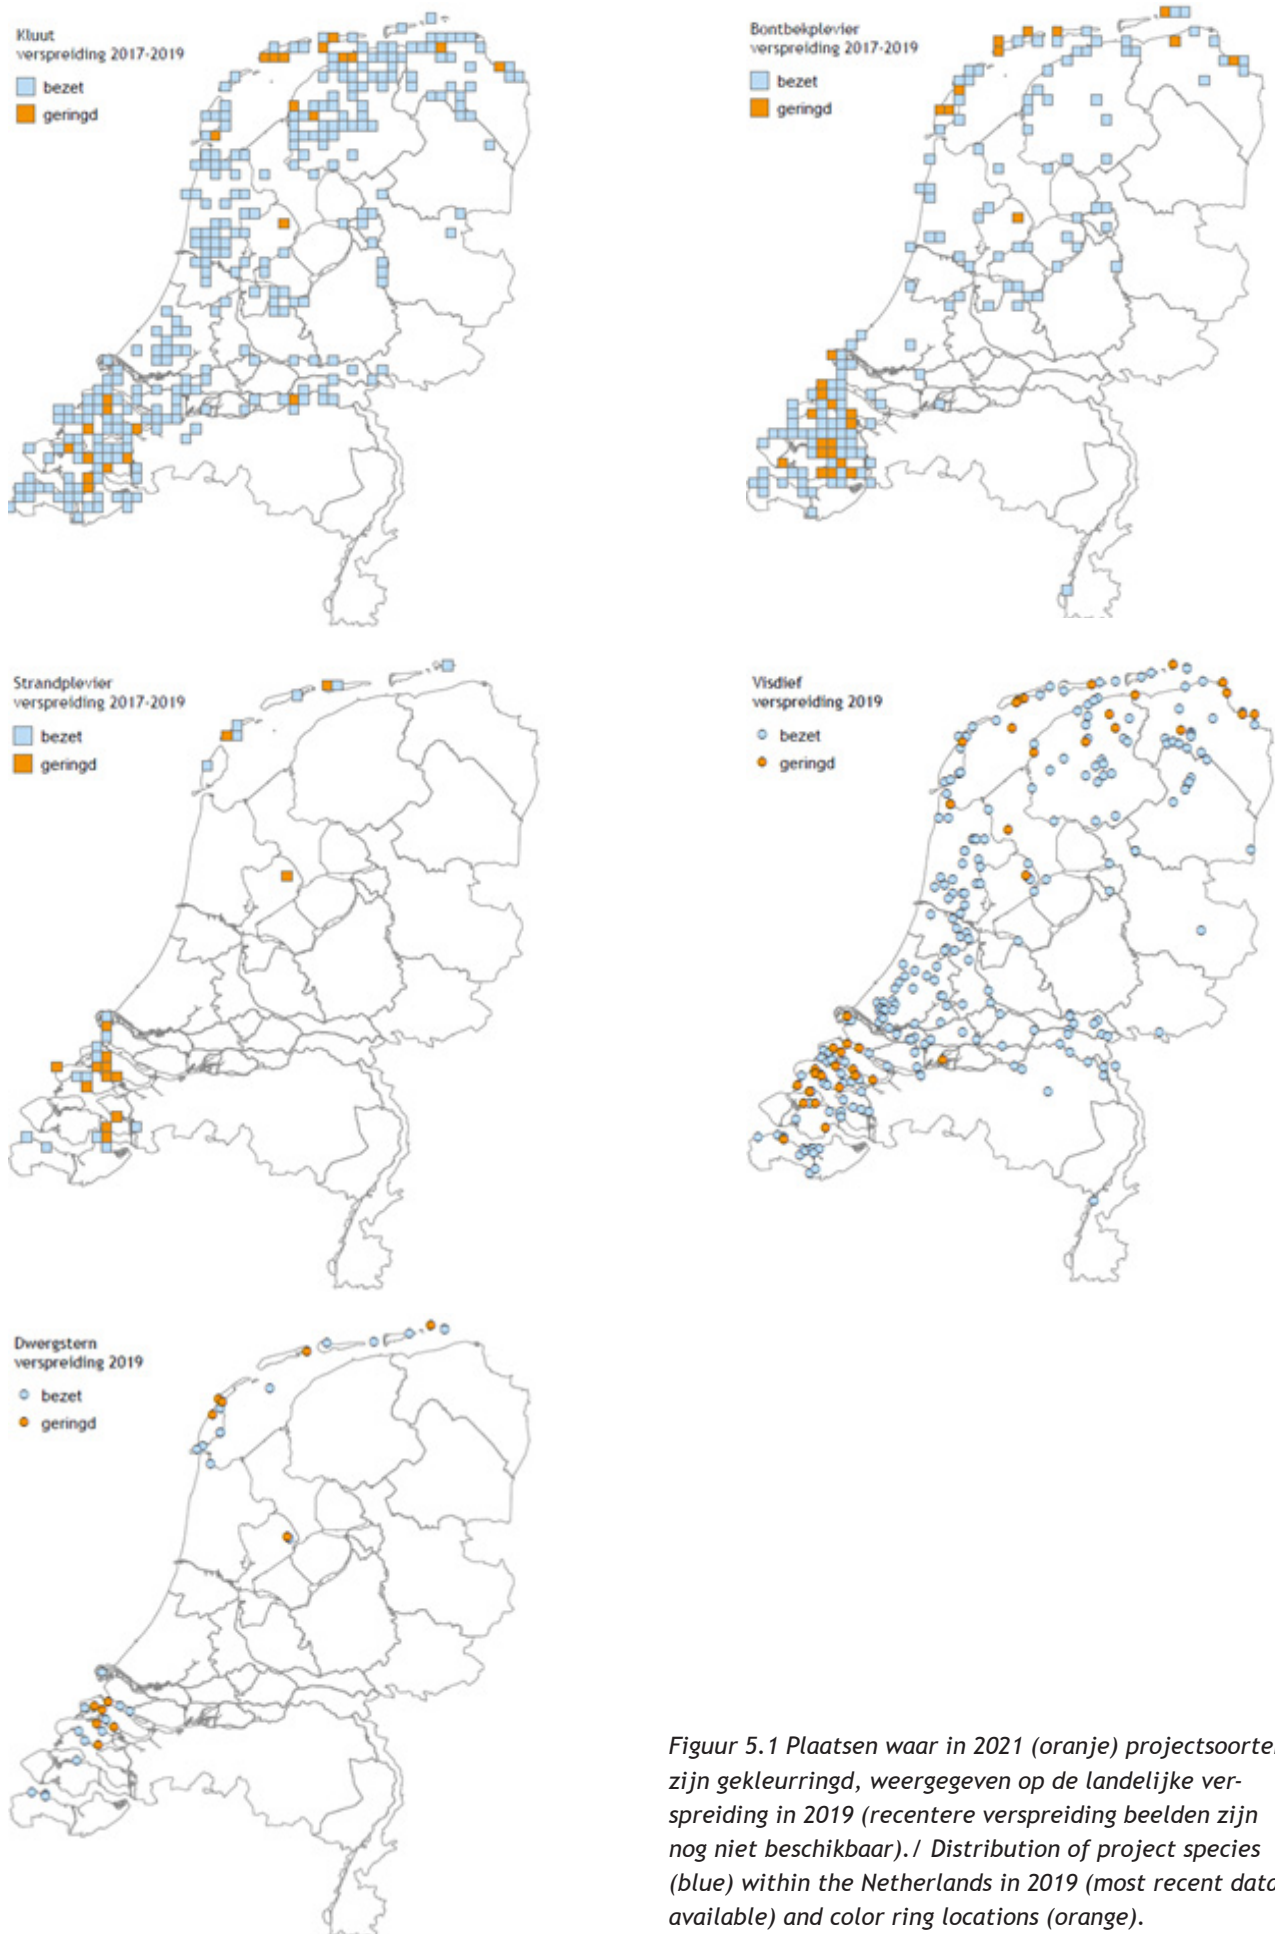 Kluut
verspreiding 2017-2019
bezet
geringd
Bontbekplevier
verspreiding 2017-2019
bezet
geringd
Strandplevier
verspreiding 2017-2019
bezet
geringd
Visdief
verspreiding 2019
bezet
geringd
Dwergstern
verspreiding 2019
bezet
geringd
Figuur 5.1 Plaatsen waar in 2021 (oranje) projectsoorten
zijn gekleurringd, weergegeven op de landelijke ver-
spreiding in 2019 (recentere verspreiding beelden zijn
nog niet beschikbaar)./ Distribution of project species
(blue) within the Netherlands in 2019 (most recent data
available) and color ring locations (orange).